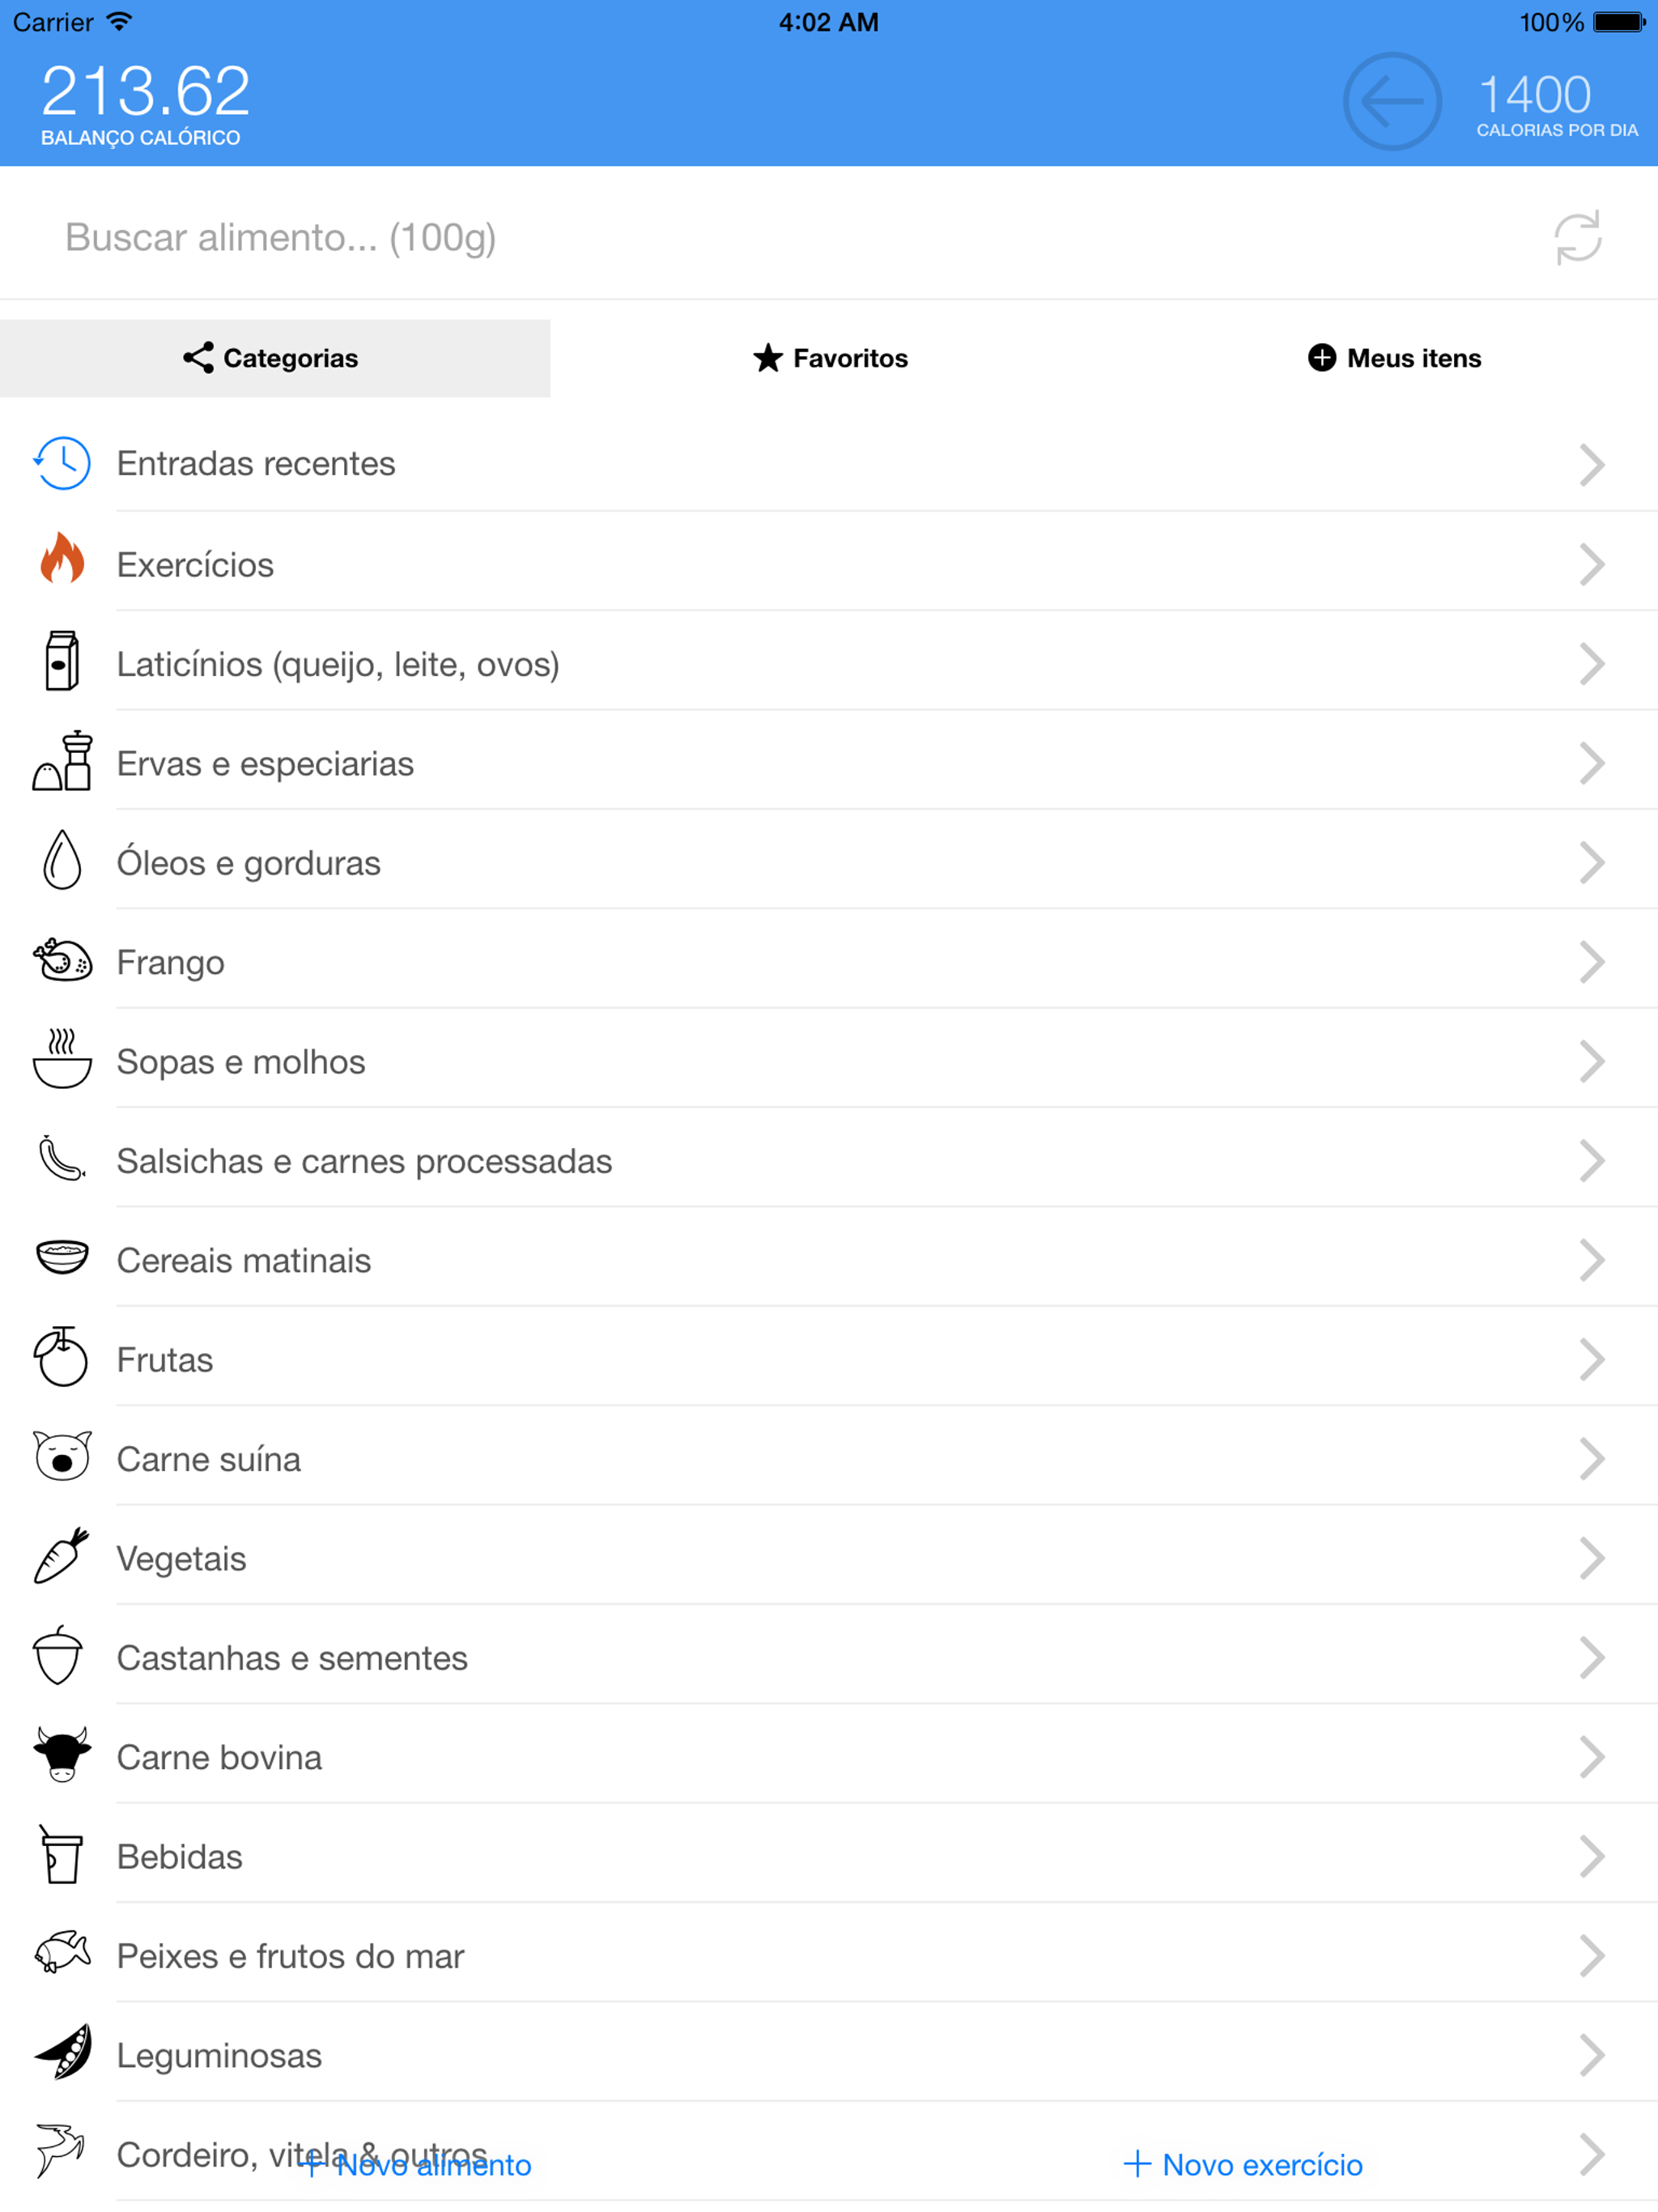 Carrier 4:02 AM 100%
213.62
BALANÇO CALÓRICO
1400
CALORIAS POR DIA
Buscar alimento... (100g)
Categorias Favoritos Meus itens
Entradas recentes
Exercícios
Laticínios (queijo, leite, ovos)
Ervas e especiarias
Óleos e gorduras
Frango
Sopas e molhos
Salsichas e carnes processadas
Cereais matinais
Frutas
Carne suína
Vegetais
Castanhas e sementes
Carne bovina
Bebidas
Peixes e frutos do mar
Leguminosas
Cordeiro, vitela & outros
+ Novo alimento + Novo exercício